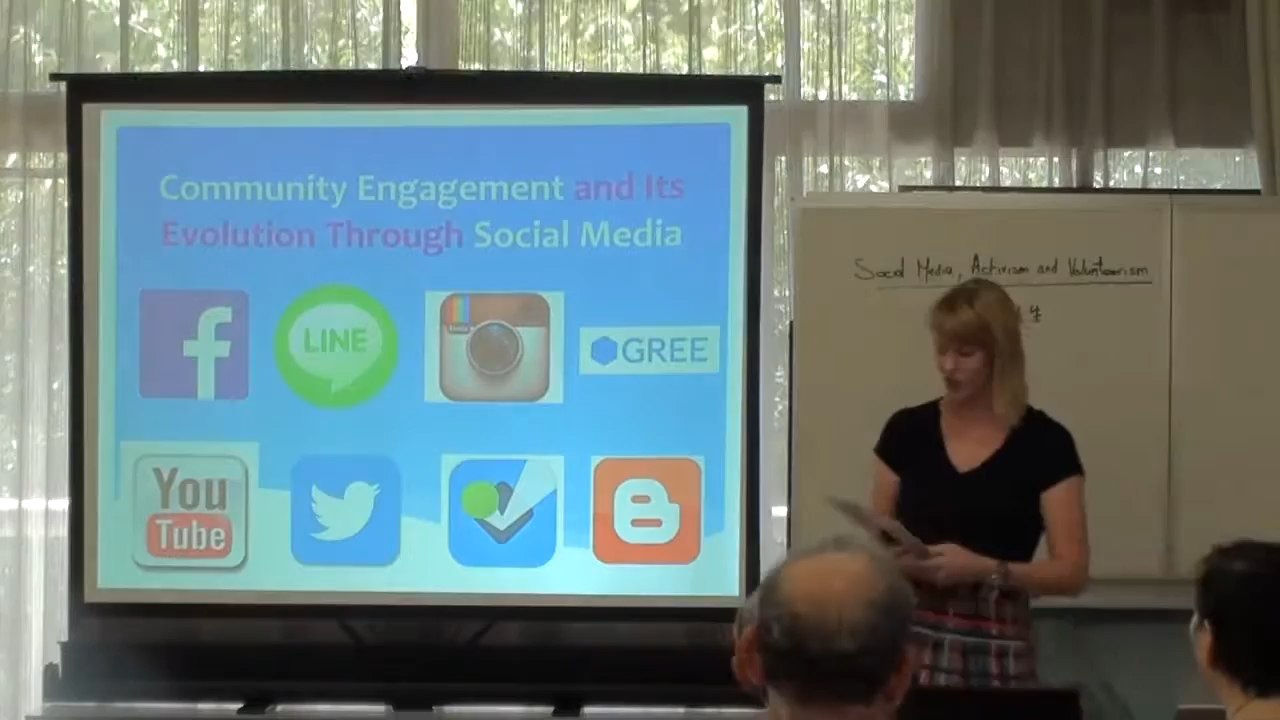 Community Engagement and Its
Evolution Through Social Media
f
LINE
GREE
You
Tube
B
Social Media, Activism and Voluntourism